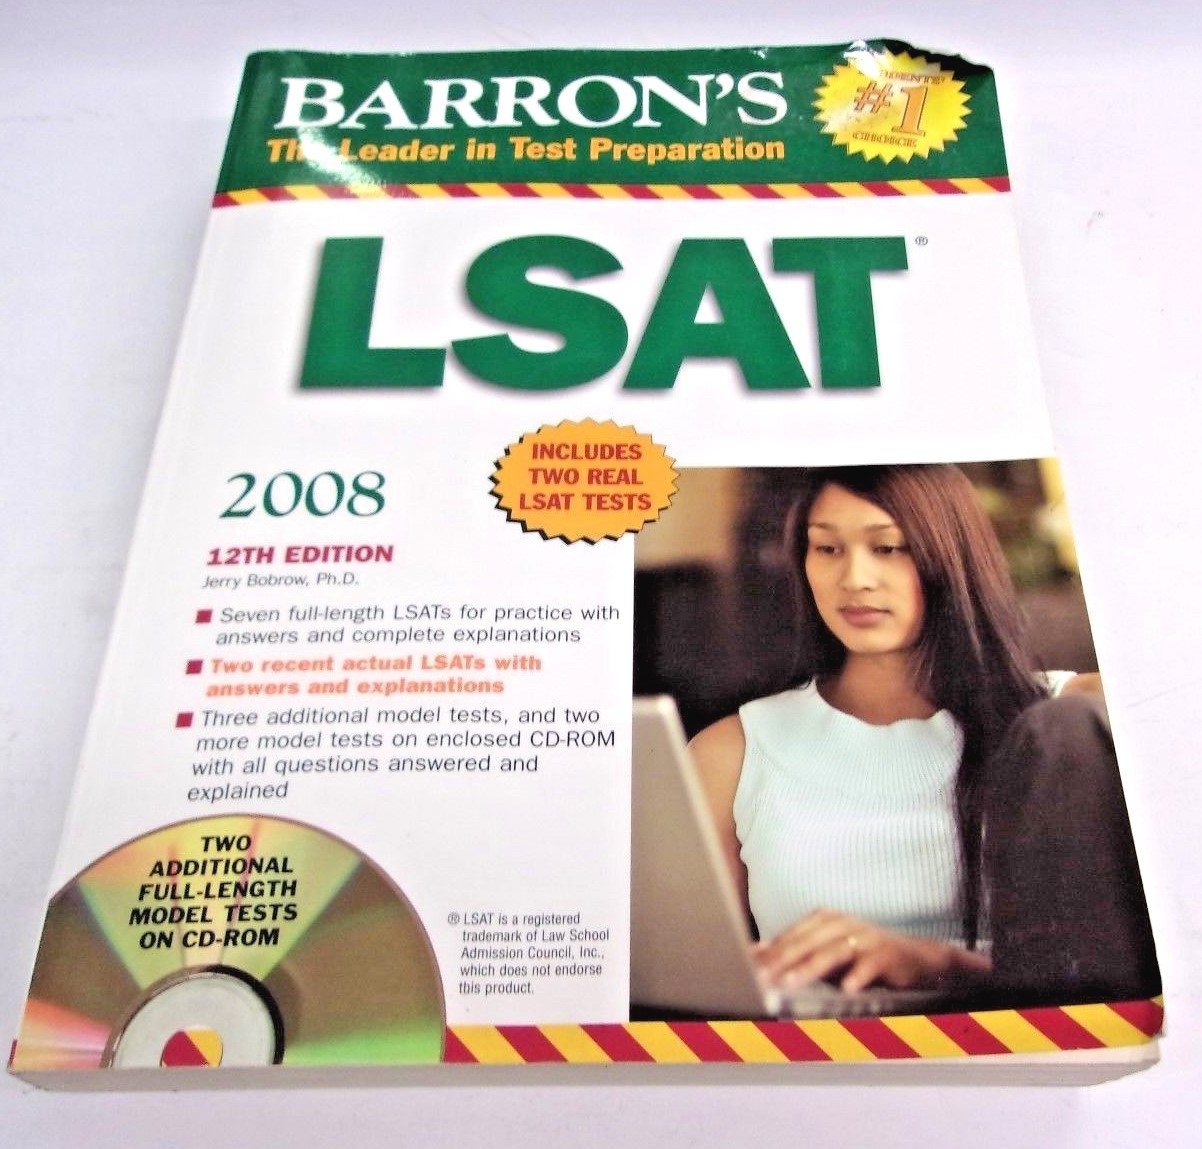 BARRON'S
The Leader in Test Preparation
#1
CHOICE
LSAT®
INCLUDES
TWO REAL
LSAT TESTS
2008
12TH EDITION
Jerry Bobrow, Ph.D.
Seven full-length LSATs for practice with
answers and complete explanations
Two recent actual LSATs with
answers and explanations
Three additional model tests, and two
more model tests on enclosed CD-ROM
with all questions answered and
explained
TWO
ADDITIONAL
FULL-LENGTH
MODEL TESTS
ON CD-ROM
® LSAT is a registered
trademark of Law School
Admission Council, Inc.,
which does not endorse
this product.